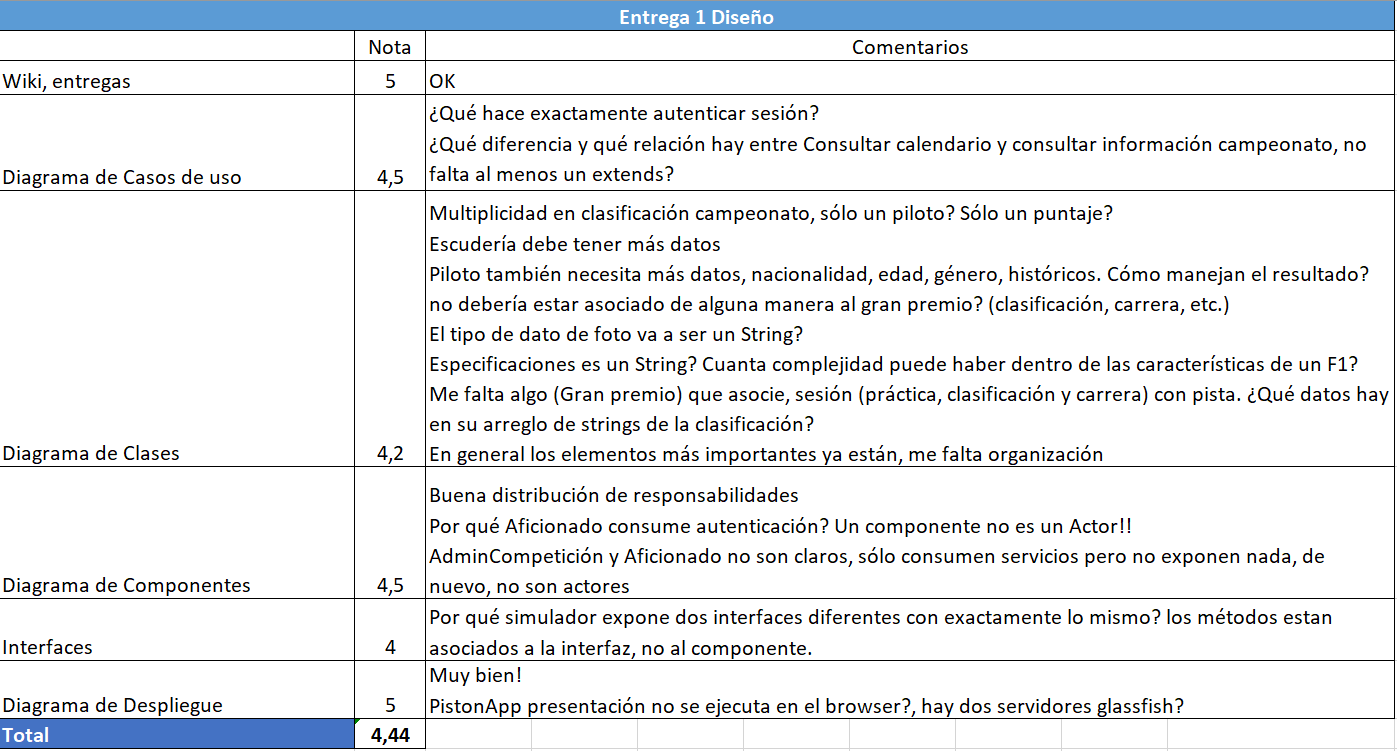 Entrega 1 Diseño
Nota Comentarios
Wiki, entregas 5 OK
¿Qué hace exactamente autenticar sesión?
¿Qué diferencia y qué relación hay entre Consultar calendario y consultar información campeonato, no
Diagrama de Casos de uso 4,5 falta al menos un extends?
Multiplicidad en clasificación campeonato, sólo un piloto? Sólo un puntaje?
Escudería debe tener más datos
Piloto también necesita más datos, nacionalidad, edad, género, históricos. Cómo manejan el resultado?
no debería estar asociado de alguna manera al gran premio? (clasificación, carrera, etc.)
El tipo de dato de foto va a ser un String?
Especificaciones es un String? Cuanta complejidad puede haber dentro de las características de un F1?
Me falta algo (Gran premio) que asocie, sesión (práctica, clasificación y carrera) con pista. ¿Qué datos hay
en su arreglo de strings de la clasificación?
Diagrama de Clases 4,2 En general los elementos más importantes ya están, me falta organización
Buena distribución de responsabilidades
Por qué Aficionado consume autenticación? Un componente no es un Actor!!
AdminCompetición y Aficionado no son claros, sólo consumen servicios pero no exponen nada, de
Diagrama de Componentes 4,5 nuevo, no son actores
Por qué simulador expone dos interfaces diferentes con exactamente lo mismo? los métodos estan
Interfaces 4 asociados a la interfaz, no al componente.
Muy bien!
Diagrama de Despliegue 5 PistonApp presentación no se ejecuta en el browser?, hay dos servidores glassfish?
Total 4,44